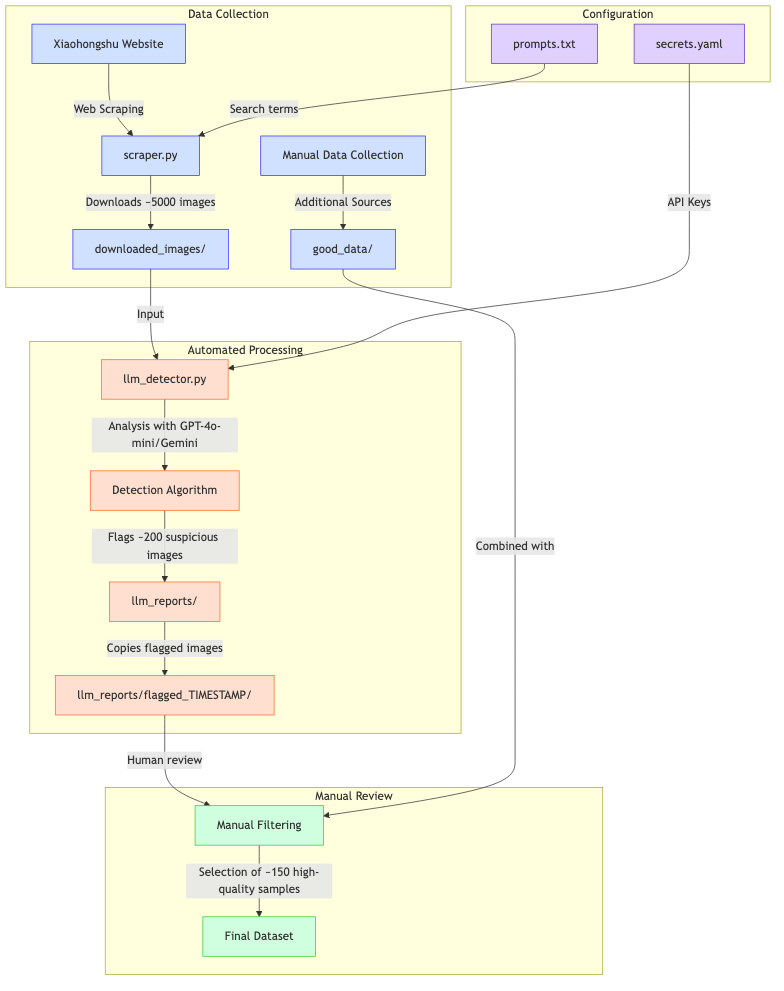 Data Collection
Configuration
Xiaohongshu Website
prompts.txt
secrets.yaml
Web Scraping
Search terms
scraper.py
Manual Data Collection
Downloads ~5000 images
Additional Sources
API Keys
downloaded_images/
good_data/
Input
Automated Processing
llm_detector.py
Analysis with GPT-4o-
mini/Gemini
Detection Algorithm
Flags ~200 suspicious
images
Combined with
llm_reports/
Copies flagged images
llm_reports/flagged_TIMESTAMP/
Human review
Manual Review
Manual Filtering
Selection of ~150 high-
quality samples
Final Dataset